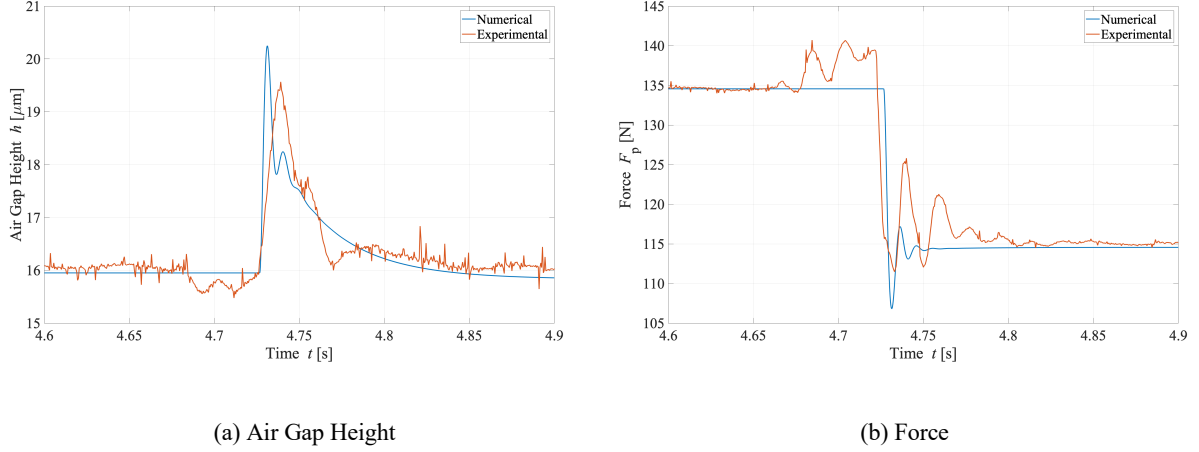 21
20
19
18
17
16
15
Air Gap Height h [μm]
4.6 4.65 4.7 4.75 4.8 4.85 4.9
Time t [s]
Numerical
Experimental
(a) Air Gap Height
145
140
135
130
125
120
115
110
105
Force Fp [N]
4.6 4.65 4.7 4.75 4.8 4.85 4.9
Time t [s]
Numerical
Experimental
(b) Force